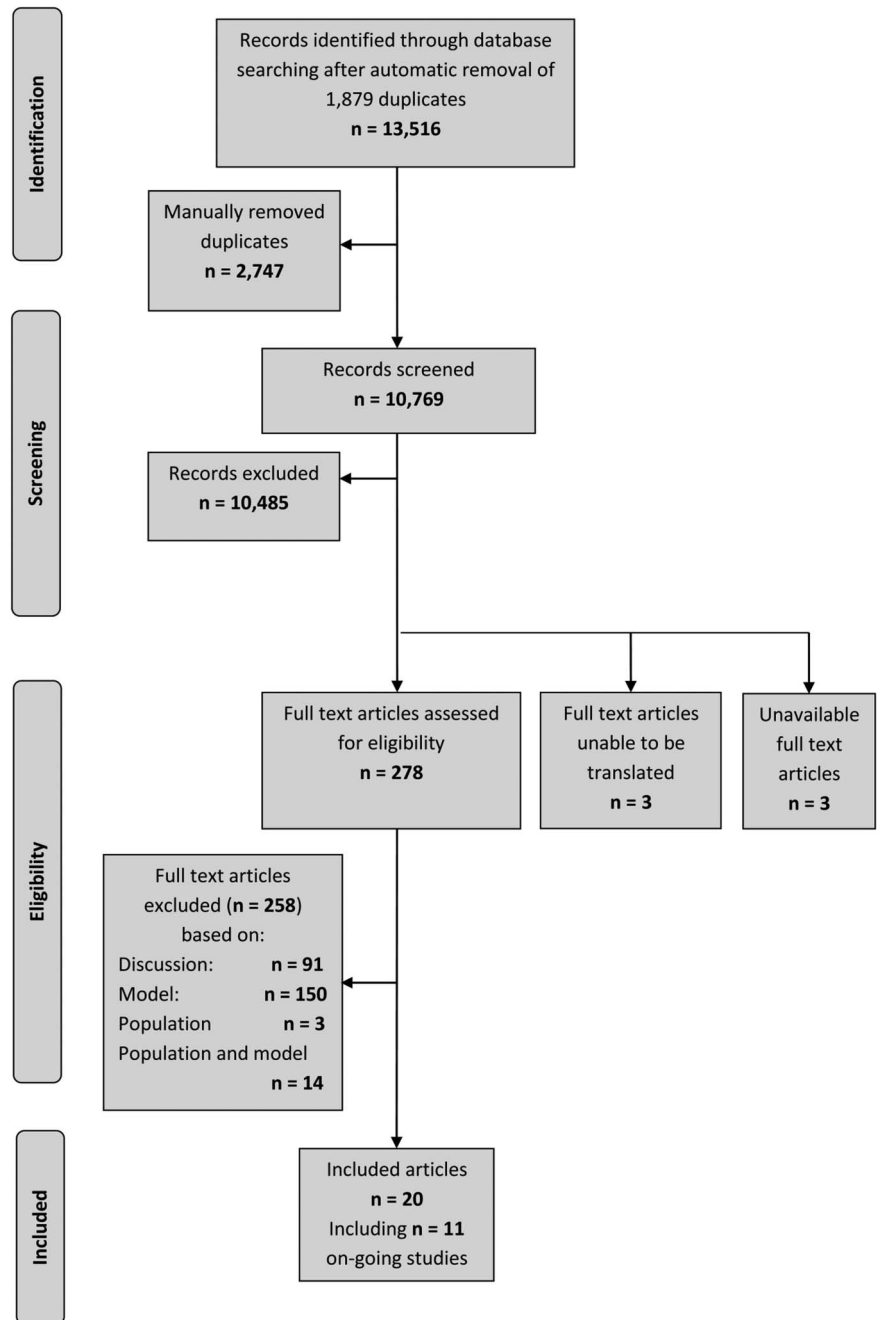 Identification
Records identified through database
searching after automatic removal of
1,879 duplicates
n = 13,516
Manually removed
duplicates
n = 2,747
Screening
Records screened
n = 10,769
Records excluded
n = 10,485
Eligibility
Full text articles assessed
for eligibility
n = 278
Full text articles
unable to be
translated
n = 3
Unavailable
full text
articles
n = 3
Full text articles
excluded (n = 258)
based on:
Discussion: n = 91
Model: n = 150
Population n = 3
Population and model
n = 14
Included
Included articles
n = 20
Including n = 11
on-going studies